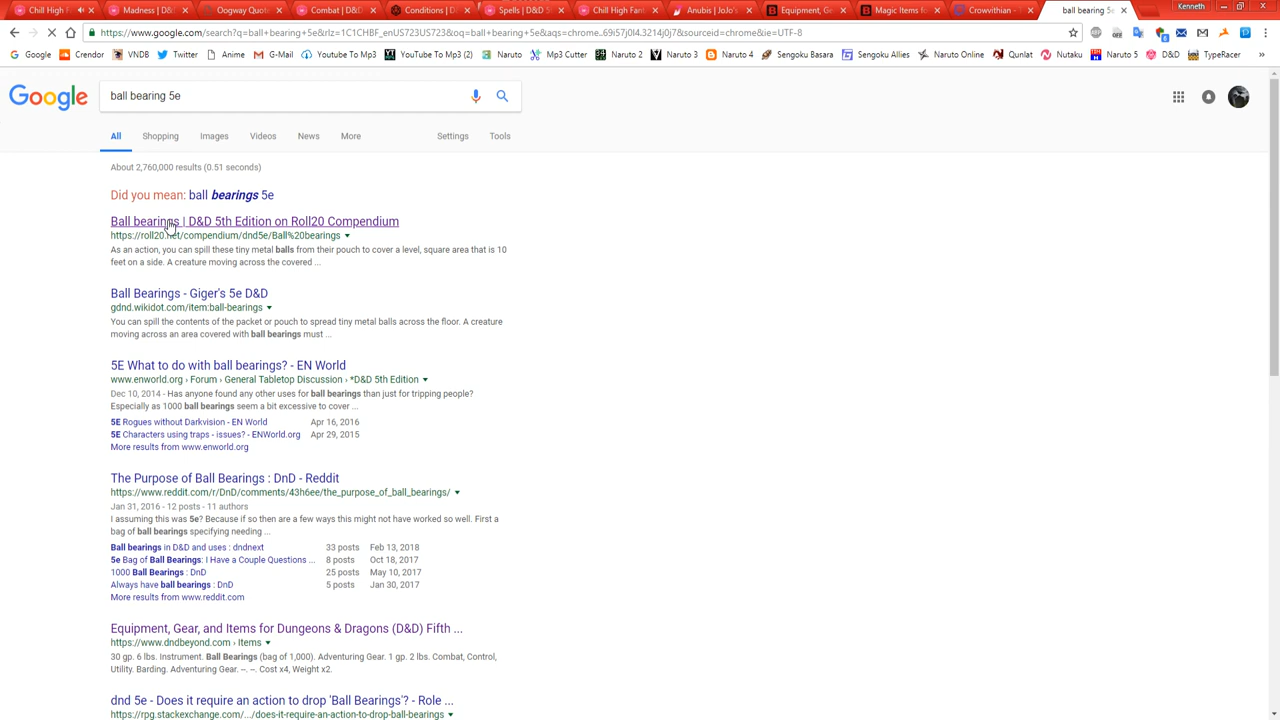 Chill High F
Madness | D&
Oogway Quot
Combat | D&D
Conditions | D
Spells | D&D 5
Chill High Fant
Anubis | JoJo's
Equipment, Ge
Magic Items fo
Crowvithian -
ball bearing 5e
Kenneth
https://www.google.com/search?q=ball+bearing+5e&rlz=1C1CHBF_enUS723US723&oq=ball+bearing+5e&aqs=chrome..69i57j0l4.3214j0j7&sourceid=chrome&ie=UTF-8
Google
Crendor
VNDB
Twitter
Anime
G-Mail
Youtube To Mp3
YouTube To Mp3 (2)
Naruto
Mp3 Cutter
Naruto 2
Naruto 3
Naruto 4
Sengoku Basara
Sengoku Allies
Naruto Online
Qunlat
Nutaku
Naruto 5
D&D
TypeRacer
Google
ball bearing 5e
All Shopping Images Videos News More Settings Tools
About 2,760,000 results (0.51 seconds)
Did you mean: ball bearings 5e
Ball bearings | D&D 5th Edition on Roll20 Compendium
https://roll20.net/compendium/dnd5e/Ball%20bearings
As an action, you can spill these tiny metal balls from their pouch to cover a level, square area that is 10
feet on a side. A creature moving across the covered ...
Ball Bearings - Giger's 5e D&D
gdnd.wikidot.com/item:ball-bearings
You can spill the contents of the packet or pouch to spread tiny metal balls across the floor. A creature
moving across an area covered with ball bearings must ...
5E What to do with ball bearings? - EN World
www.enworld.org › Forum › General Tabletop Discussion › *D&D 5th Edition
Dec 10, 2014 - Has anyone found any other uses for ball bearings than just for tripping people?
Especially as 1000 ball bearings seem a bit excessive to cover ...
5E Rogues without Darkvision - EN World Apr 16, 2016
5E Characters using traps - issues? - ENWorld.org Apr 29, 2015
More results from www.enworld.org
The Purpose of Ball Bearings : DnD - Reddit
https://www.reddit.com/r/DnD/comments/43h6ee/the_purpose_of_ball_bearings/
Jan 31, 2016 - 12 posts - 11 authors
I assuming this was 5e? Because if so then are a few ways this might not have worked so well. First a
bag of ball bearings specifying needing ...
Ball bearings in D&D and uses : dndnext 33 posts Feb 13, 2018
5e Bag of Ball Bearings: I Have a Couple Questions ... 8 posts Oct 18, 2017
1000 Ball Bearings : DnD 25 posts May 10, 2017
Always have ball bearings : DnD 5 posts Jan 30, 2017
More results from www.reddit.com
Equipment, Gear, and Items for Dungeons & Dragons (D&D) Fifth ...
https://www.dndbeyond.com › Items
30 gp. 6 lbs. Instrument. Ball Bearings (bag of 1,000). Adventuring Gear. 1 gp. 2 lbs. Combat, Control,
Utility. Barding. Adventuring Gear. --. --. Cost x4, Weight x2.
dnd 5e - Does it require an action to drop 'Ball Bearings'? - Role ...
https://rpg.stackexchange.com/.../does-it-require-an-action-to-drop-ball-bearings